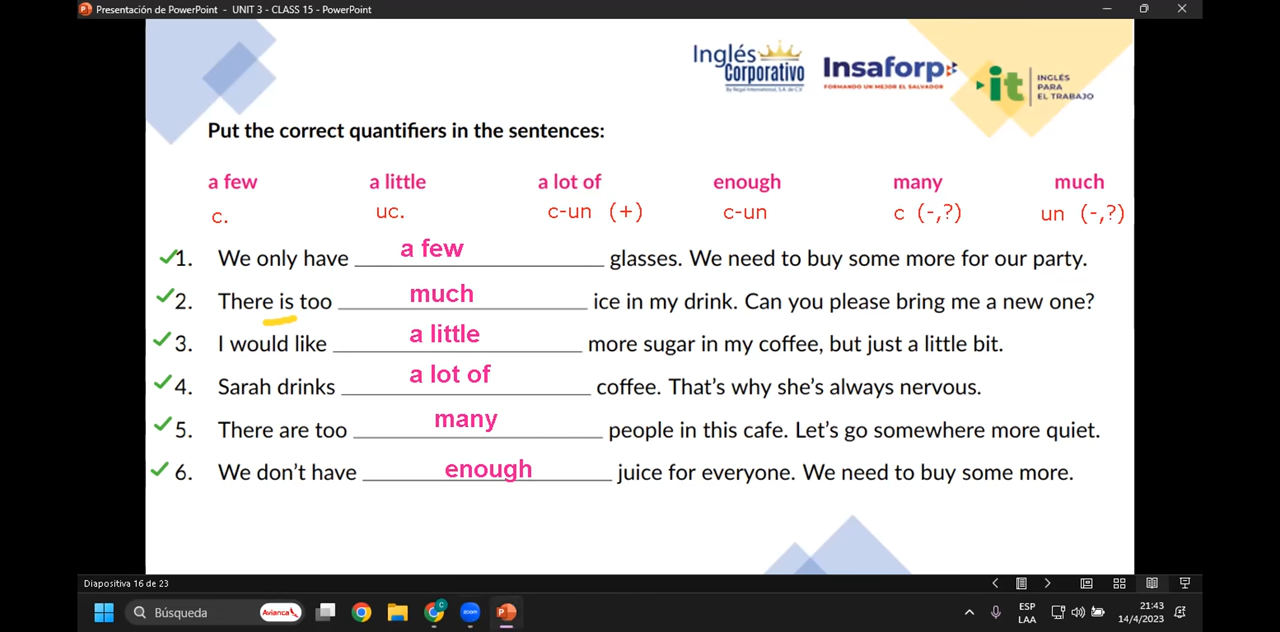 Presentación de PowerPoint - UNIT 3 - CLASS 15 - PowerPoint
Inglés Corporativo
By Regal International, S.A. de C.V
Insaforp
FORMANDO UN MEJOR EL SALVADOR
it INGLÉS PARA EL TRABAJO
Put the correct quantifiers in the sentences:
a few a little a lot of enough many much
c. uc. c-un (+) c-un c (-,?) un (-,?)
1. We only have a few glasses. We need to buy some more for our party.
2. There is too much ice in my drink. Can you please bring me a new one?
3. I would like a little more sugar in my coffee, but just a little bit.
4. Sarah drinks a lot of coffee. That's why she's always nervous.
5. There are too many people in this cafe. Let's go somewhere more quiet.
6. We don't have enough juice for everyone. We need to buy some more.
Diapositiva 16 de 23
Búsqueda Avianca zoom ESP LAA 21:43 14/4/2023